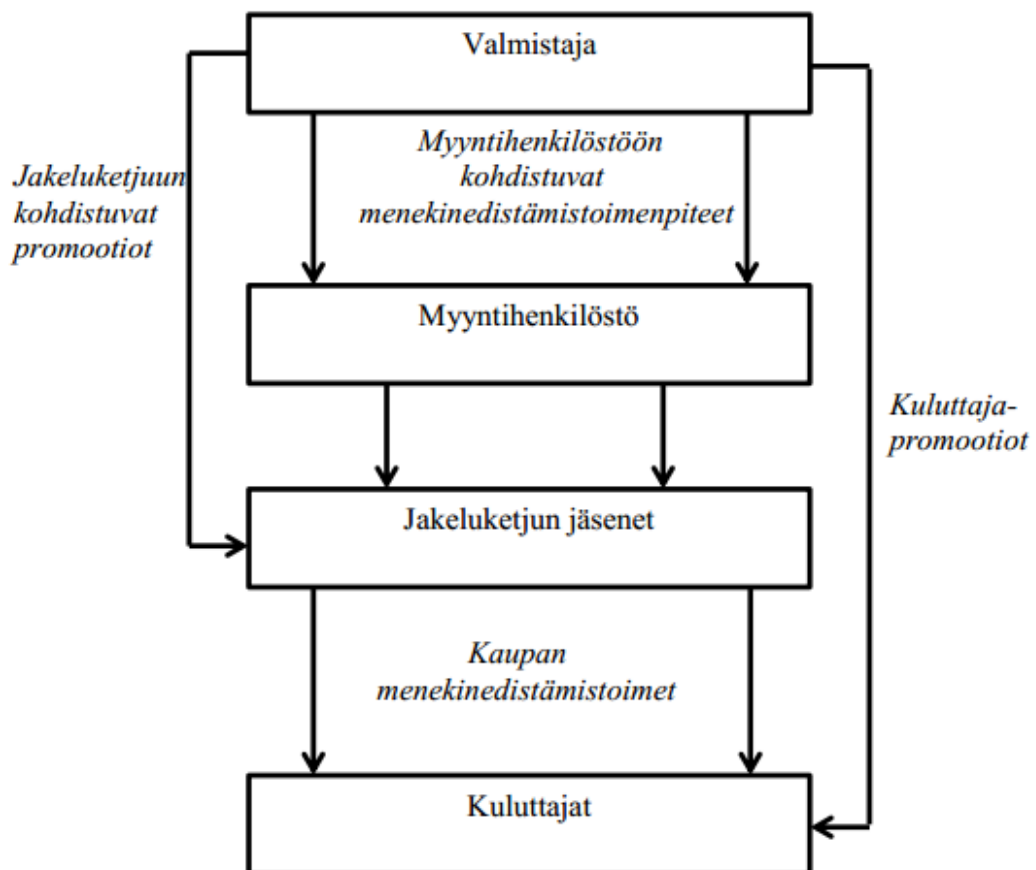 Valmistaja
Myyntihenkilöstöön
kohdistuvat
menekinedistämistoimenpiteet
Jakeluketjuun
kohdistuvat
promootiot
Myyntihenkilöstö
Kuluttaja-
promootiot
Jakeluketjun jäsenet
Kaupan
menekinedistämistoimet
Kuluttajat